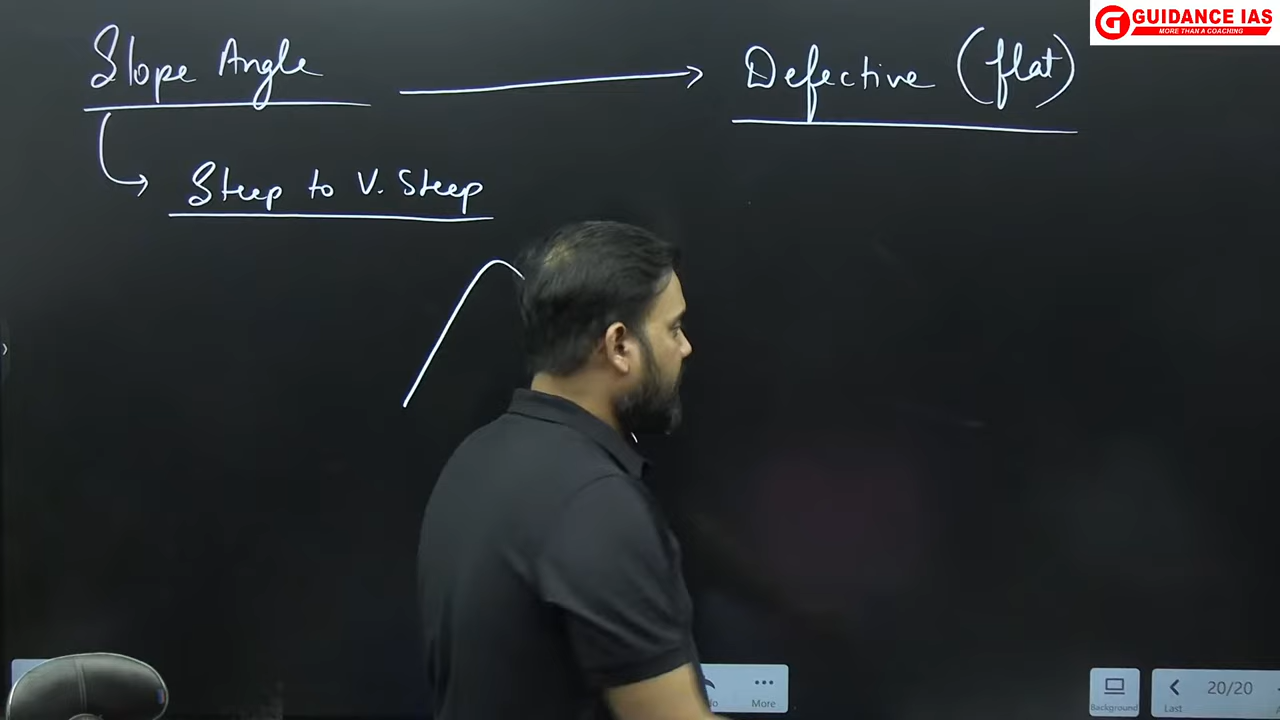 GUIDANCE IAS
MORE THAN A COACHING
Slope Angle → Defective (flat)
Steep to V. Steep
More
Background
Last
20/20